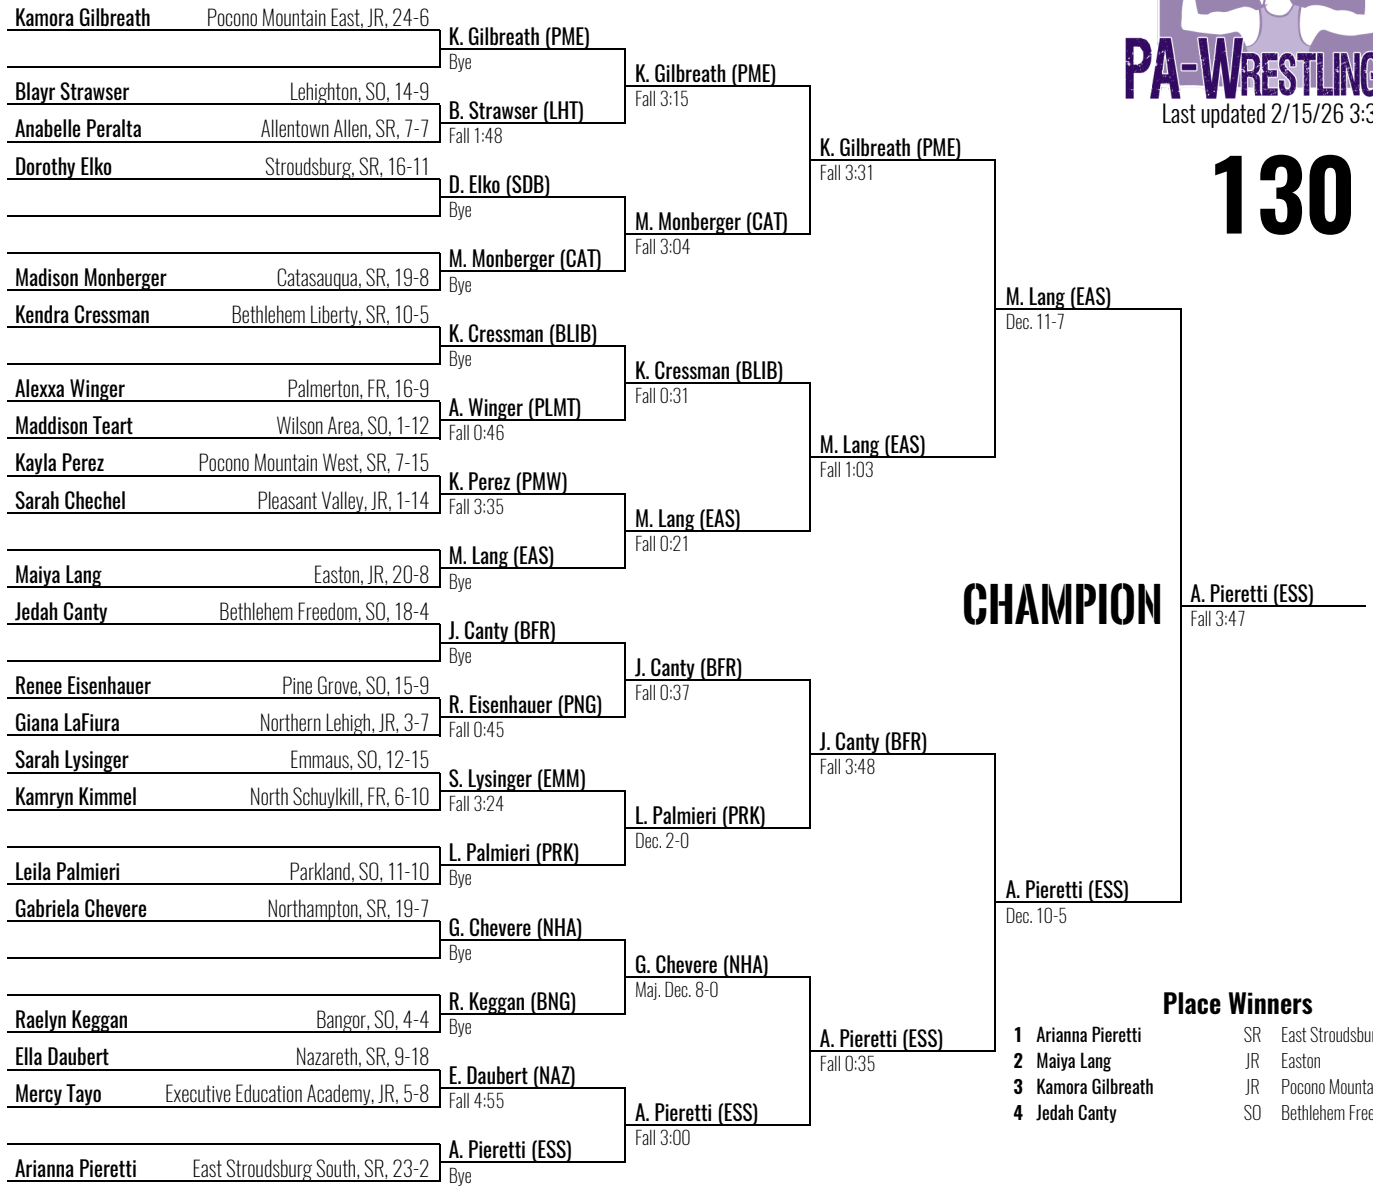 PA-WRESTLING
Last updated 2/15/26 3:3
130
Kamora Gilbreath Pocono Mountain East, JR, 24-6
Blayr Strawser Lehighton, SO, 14-9
Anabelle Peralta Allentown Allen, SR, 7-7
Dorothy Elko Stroudsburg, SR, 16-11
Madison Monberger Catasauqua, SR, 19-8
Kendra Cressman Bethlehem Liberty, SR, 10-5
Alexxa Winger Palmerton, FR, 16-9
Maddison Teart Wilson Area, SO, 1-12
Kayla Perez Pocono Mountain West, SR, 7-15
Sarah Chechel Pleasant Valley, JR, 1-14
Maiya Lang Easton, JR, 20-8
Jedah Canty Bethlehem Freedom, SO, 18-4
Renee Eisenhauer Pine Grove, SO, 15-9
Giana LaFiura Northern Lehigh, JR, 3-7
Sarah Lysinger Emmaus, SO, 12-15
Kamryn Kimmel North Schuylkill, FR, 6-10
Leila Palmieri Parkland, SO, 11-10
Gabriela Chevere Northampton, SR, 19-7
Raelyn Keggan Bangor, SO, 4-4
Ella Daubert Nazareth, SR, 9-18
Mercy Tayo Executive Education Academy, JR, 5-8
Arianna Pieretti East Stroudsburg South, SR, 23-2
K. Gilbreath (PME)
Bye
B. Strawser (LHT)
Fall 1:48
D. Elko (SDB)
Bye
M. Monberger (CAT)
Bye
K. Cressman (BLIB)
Bye
A. Winger (PLMT)
Fall 0:46
K. Perez (PMW)
Fall 3:35
M. Lang (EAS)
Bye
J. Canty (BFR)
Bye
R. Eisenhauer (PNG)
Fall 0:45
S. Lysinger (EMM)
Fall 3:24
L. Palmieri (PRK)
Bye
G. Chevere (NHA)
Bye
R. Keggan (BNG)
Bye
E. Daubert (NAZ)
Fall 4:55
A. Pieretti (ESS)
Bye
K. Gilbreath (PME)
Fall 3:15
M. Monberger (CAT)
Fall 3:04
K. Cressman (BLIB)
Fall 0:31
M. Lang (EAS)
Fall 0:21
J. Canty (BFR)
Fall 0:37
L. Palmieri (PRK)
Dec. 2-0
G. Chevere (NHA)
Maj. Dec. 8-0
A. Pieretti (ESS)
Fall 3:00
K. Gilbreath (PME)
Fall 3:31
M. Lang (EAS)
Fall 1:03
J. Canty (BFR)
Fall 3:48
A. Pieretti (ESS)
Fall 0:35
M. Lang (EAS)
Dec. 11-7
A. Pieretti (ESS)
Dec. 10-5
CHAMPION
A. Pieretti (ESS)
Fall 3:47
Place Winners
1 Arianna Pieretti SR East Stroudsbu
2 Maiya Lang JR Easton
3 Kamora Gilbreath JR Pocono Mounta
4 Jedah Canty SO Bethlehem Free